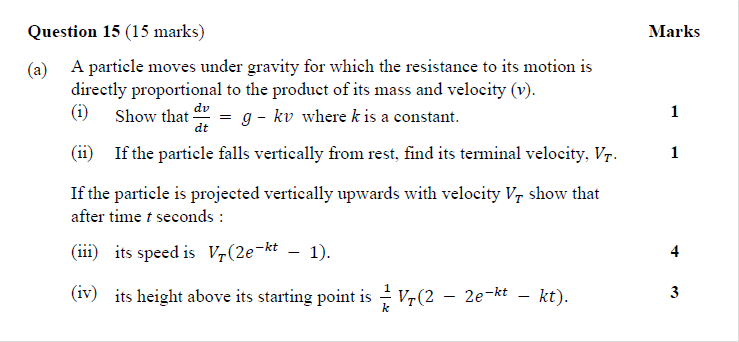 Question 15 (15 marks) Marks
(a) A particle moves under gravity for which the resistance to its motion is
directly proportional to the product of its mass and velocity (v).
(i) Show that dv/dt = g − kv where k is a constant. 1
(ii) If the particle falls vertically from rest, find its terminal velocity, V_T. 1
If the particle is projected vertically upwards with velocity V_T show that
after time t seconds :
(iii) its speed is V_T(2e^{−kt} − 1). 4
(iv) its height above its starting point is 1/k V_T(2 − 2e^{−kt} − kt). 3